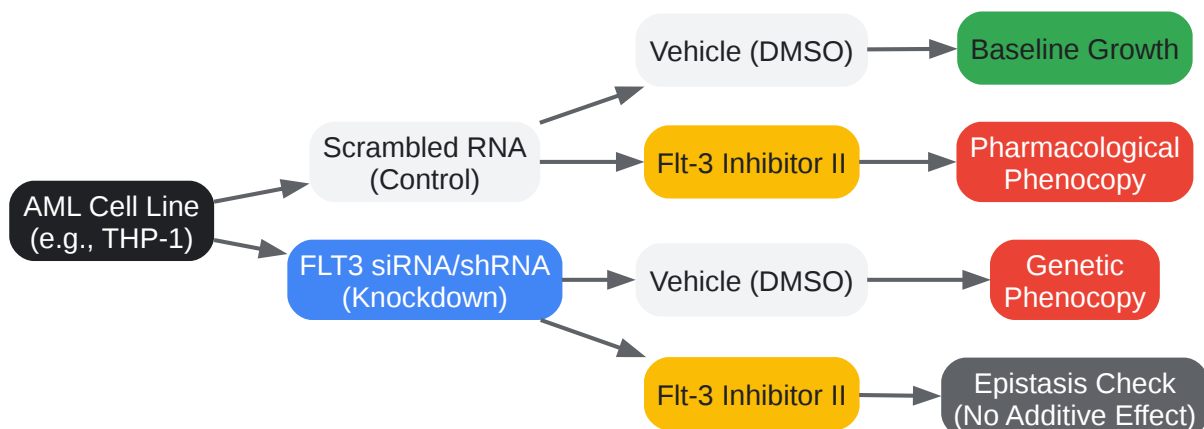 Vehicle (DMSO)
Baseline Growth
Scrambled RNA
(Control)
Flt-3 Inhibitor II
Pharmacological
Phenocopy
AML Cell Line
(e.g., THP-1)
FLT3 siRNA/shRNA
(Knockdown)
Vehicle (DMSO)
Genetic
Phenocopy
Flt-3 Inhibitor II
Epistasis Check
(No Additive Effect)